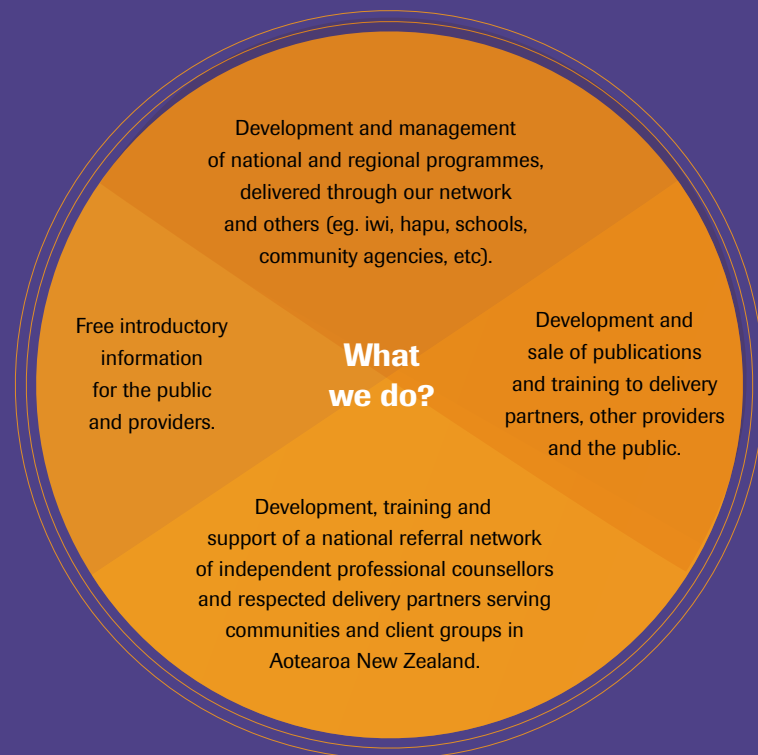 Development and management
of national and regional programmes,
delivered through our network
and others (eg. iwi, hapu, schools,
community agencies, etc).
Free introductory
information
for the public
and providers.
What
we do?
Development and
sale of publications
and training to delivery
partners, other providers
and the public.
Development, training and
support of a national referral network
of independent professional counsellors
and respected delivery partners serving
communities and client groups in
Aotearoa New Zealand.